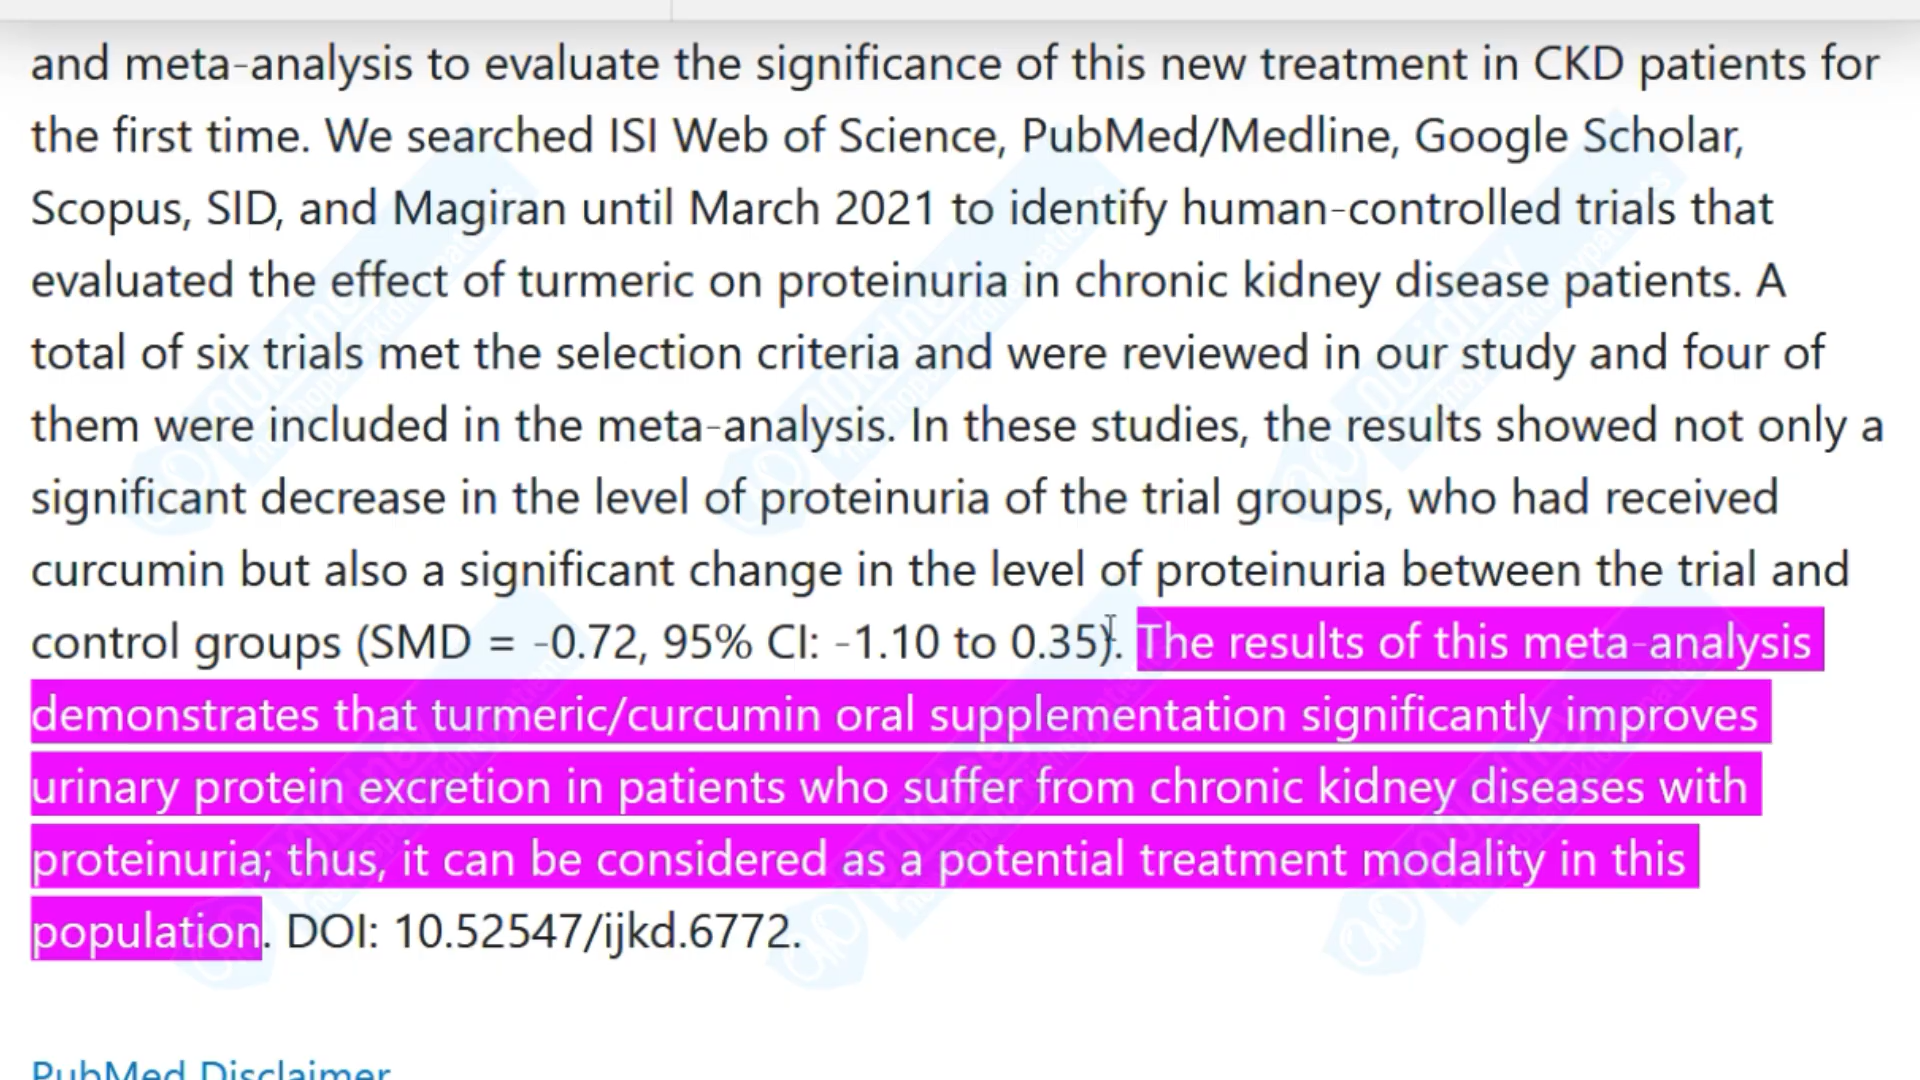 and meta-analysis to evaluate the significance of this new treatment in CKD patients for
the first time. We searched ISI Web of Science, PubMed/Medline, Google Scholar,
Scopus, SID, and Magiran until March 2021 to identify human-controlled trials that
evaluated the effect of turmeric on proteinuria in chronic kidney disease patients. A
total of six trials met the selection criteria and were reviewed in our study and four of
them were included in the meta-analysis. In these studies, the results showed not only a
significant decrease in the level of proteinuria of the trial groups, who had received
curcumin but also a significant change in the level of proteinuria between the trial and
control groups (SMD = -0.72, 95% CI: -1.10 to 0.35). The results of this meta-analysis
demonstrates that turmeric/curcumin oral supplementation significantly improves
urinary protein excretion in patients who suffer from chronic kidney diseases with
proteinuria; thus, it can be considered as a potential treatment modality in this
population. DOI: 10.52547/ijkd.6772.
PubMed Disclaimer